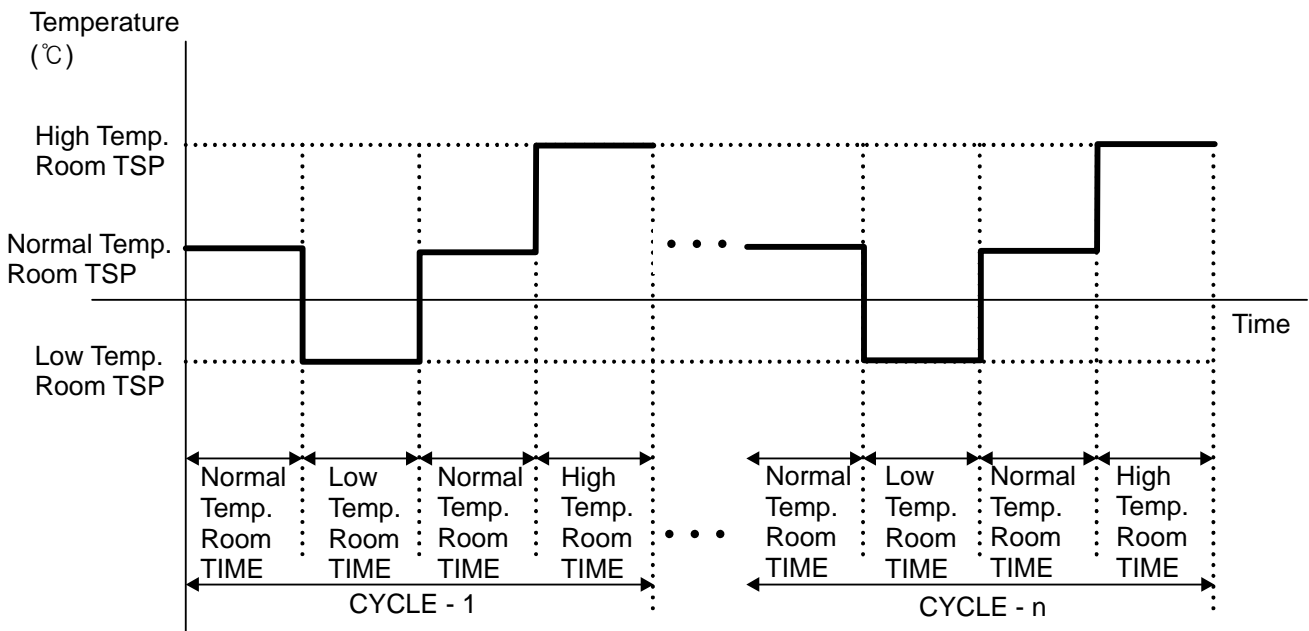 Temperature
(℃)
High Temp.
Room TSP
Normal Temp.
Room TSP
Time
Low Temp.
Room TSP
Normal
Temp.
Room
TIME
Low
Temp.
Room
TIME
Normal
Temp.
Room
TIME
High
Temp.
Room
TIME
Normal
Temp.
Room
TIME
Low
Temp.
Room
TIME
Normal
Temp.
Room
TIME
High
Temp.
Room
TIME
CYCLE - 1
CYCLE - n